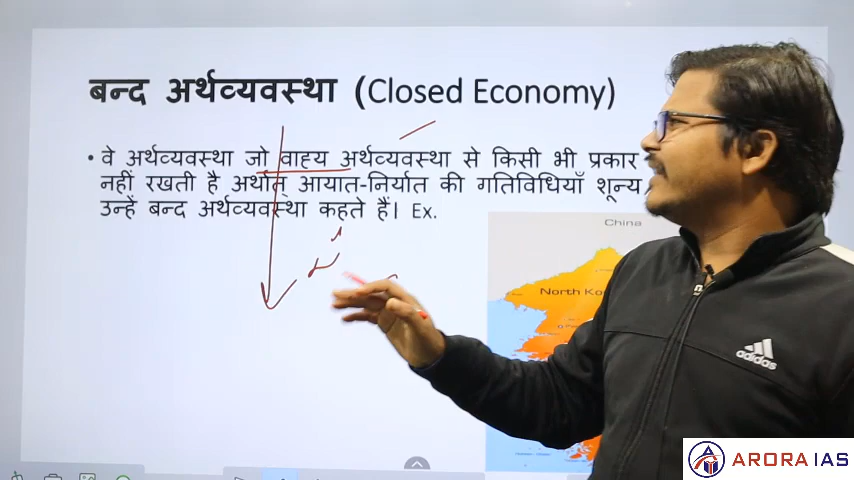 बन्द अर्थव्यवस्था (Closed Economy)
• वे अर्थव्यवस्था जो वाह्य अर्थव्यवस्था से किसी भी प्रकार
नहीं रखती है अर्थात् आयात-निर्यात की गतिविधियाँ शून्य
उन्हें बन्द अर्थव्यवस्था कहते हैं। Ex.
China
North Ko
adidas
ARORA IAS